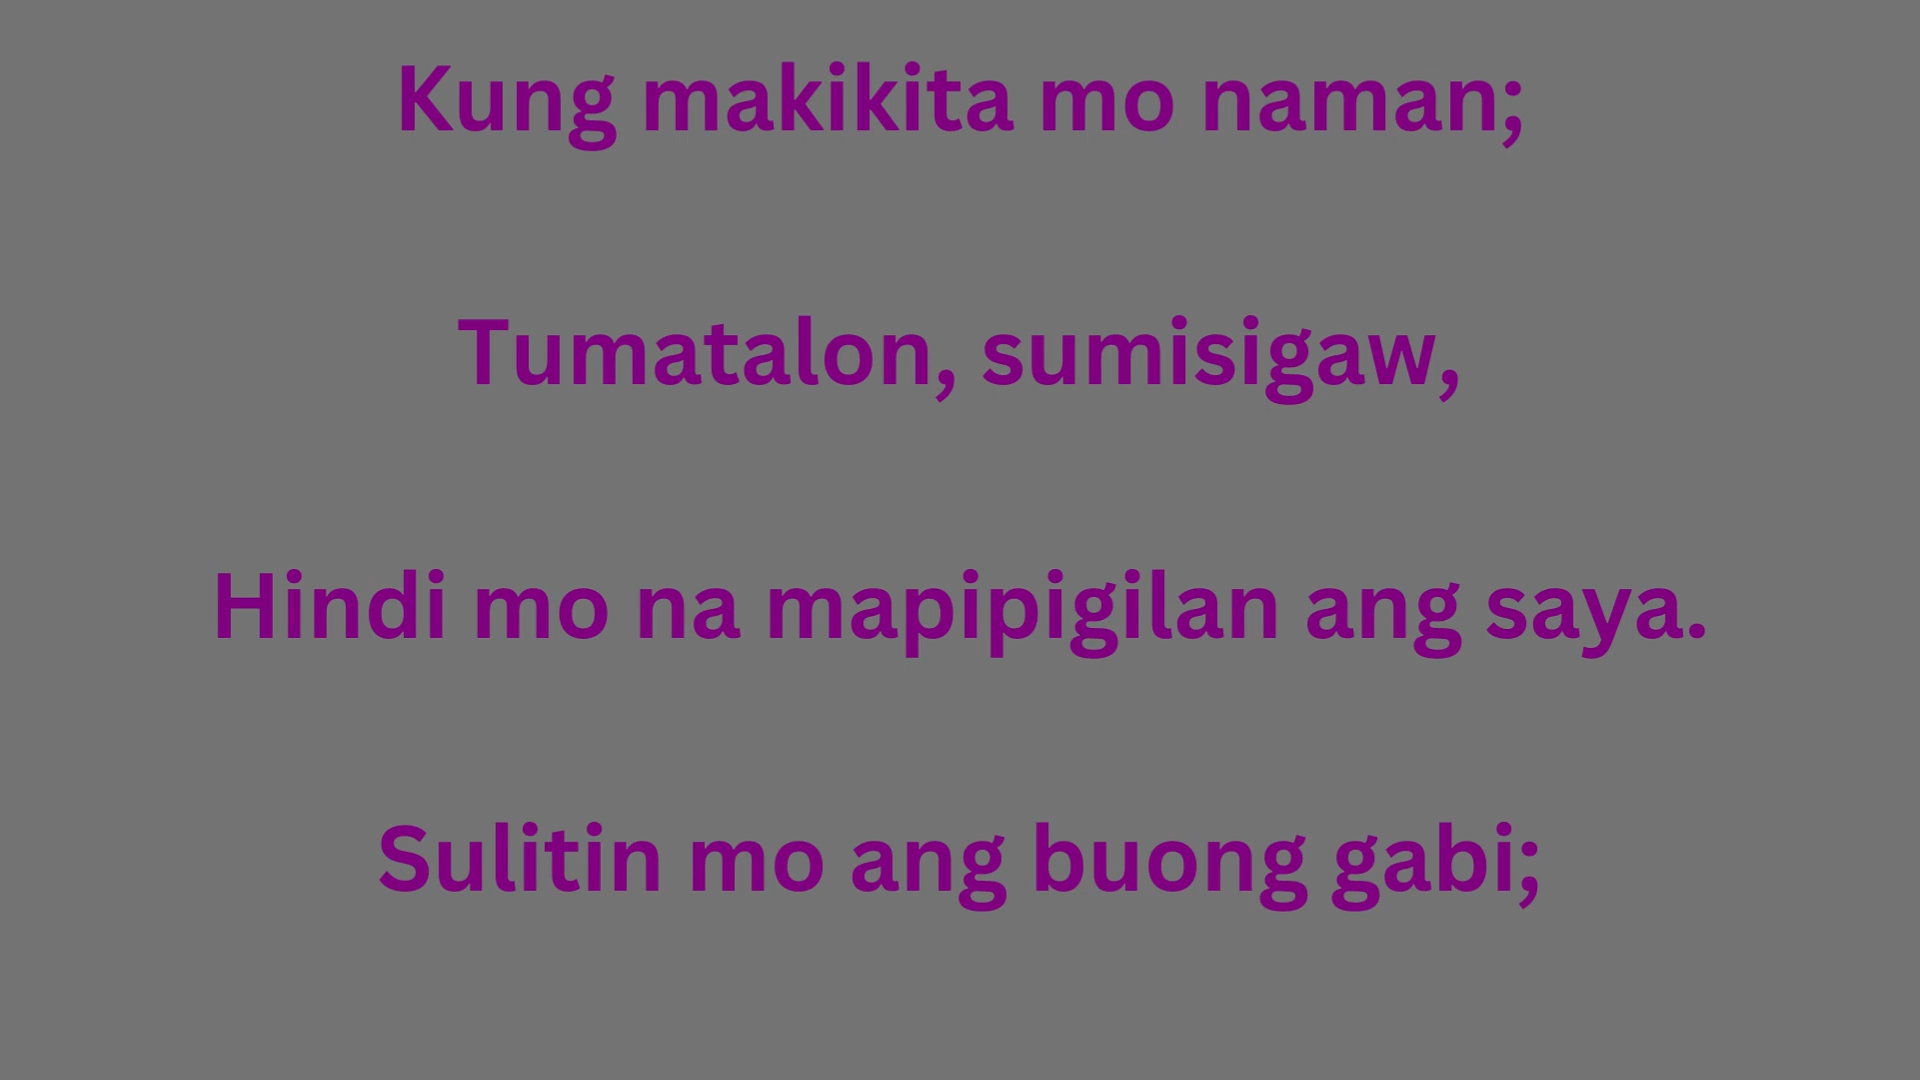 Kung makikita mo naman;
Tumatalon, sumisigaw,
Hindi mo na mapipigilan ang saya.
Sulitin mo ang buong gabi;